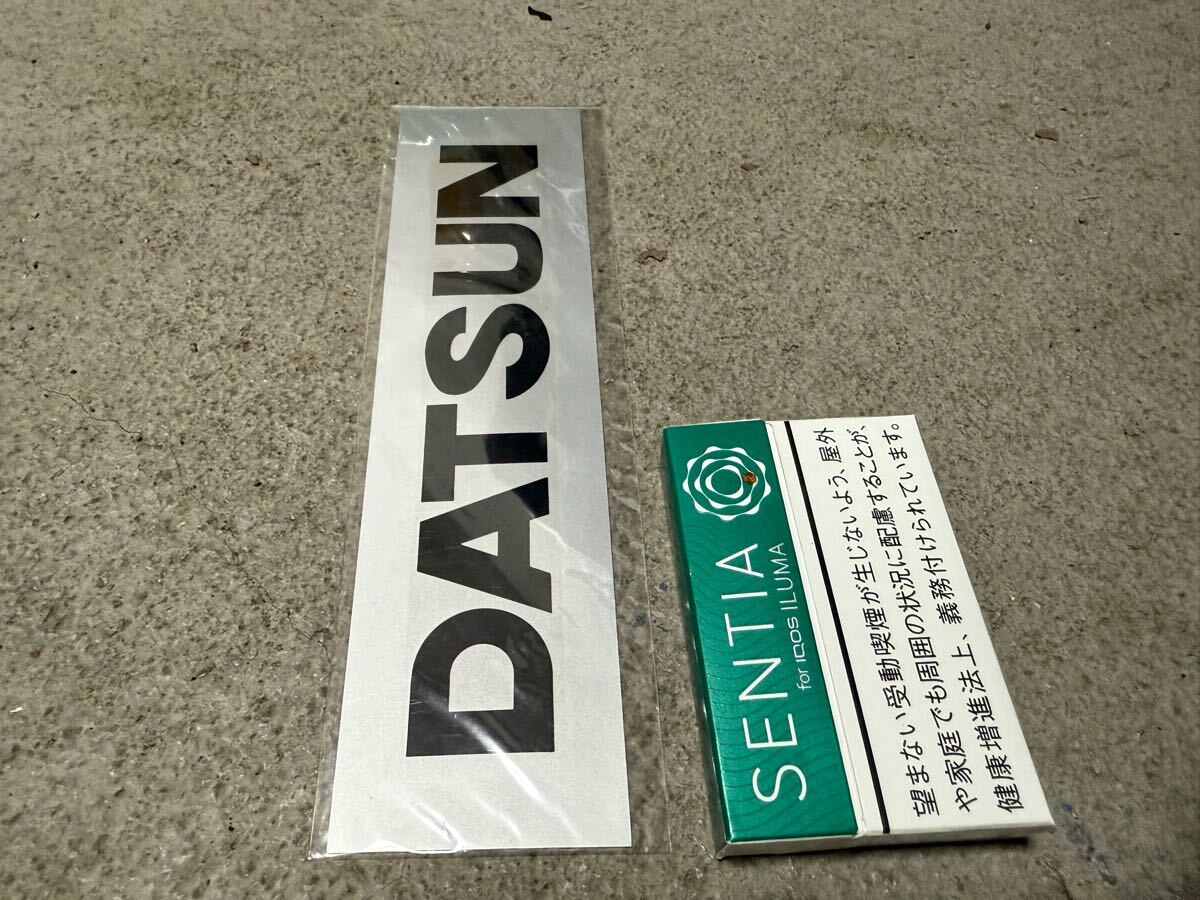 DATSUN
SENTIA
for IQOS ILUMA
望まない受動喫煙が生じないよう、屋外
や家庭でも周囲の状況に配慮することが、
健康増進法上、義務付けられています。